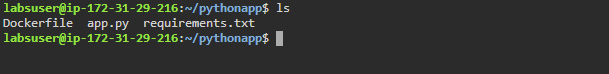 labsuser@ip-172-31-29-216:~/pythonapp$ ls
Dockerfile  app.py  requirements.txt
labsuser@ip-172-31-29-216:~/pythonapp$